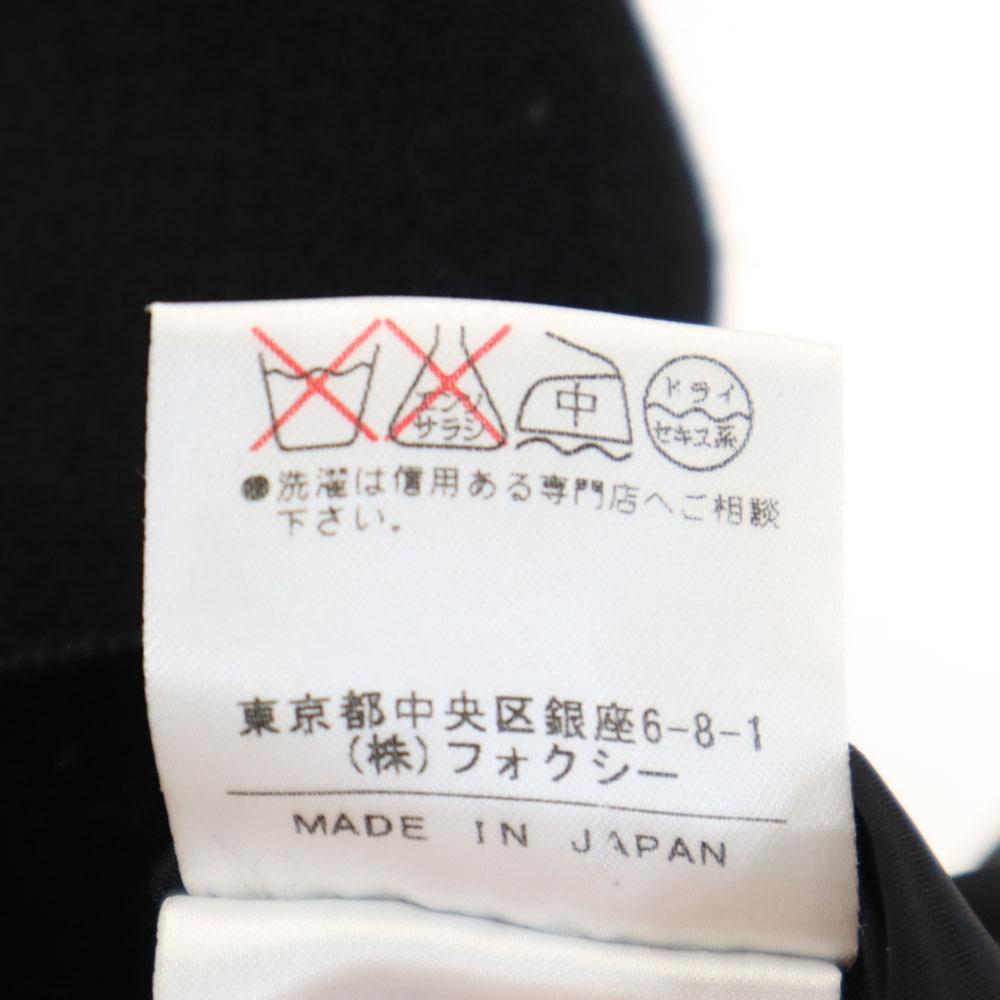 エンソ サラシ 中 ドライ セキユ系
●洗濯は信用ある専門店へご相談
下さい。
東京都中央区銀座6-8-1
(株)フォクシー
MADE IN JAPAN